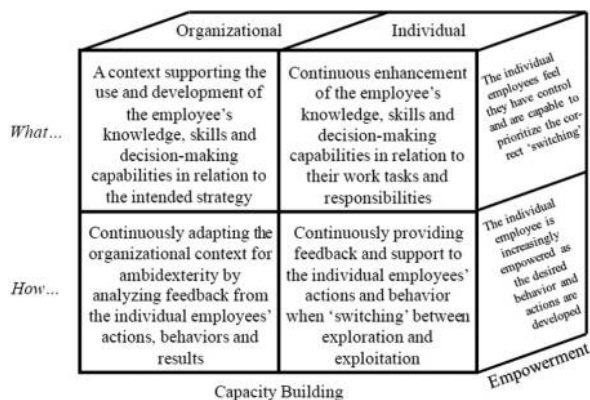 Organizational
Individual
What...
A context supporting the
use and development of
the employee's
knowledge, skills and
decision-making
capabilities in relation to
the intended strategy
Continuous enhancement
of the employee's
knowledge, skills and
decision-making
capabilities in relation to
their work tasks and
responsibilities
The individual
employees feel
they have control
and are capable to
prioritize the cor-
rect 'switching'
How...
Continuously adapting the
organizational context for
ambidexterity by
analyzing feedback from
the individual employees'
actions, behaviors and
results
Continuously providing
feedback and support to
the individual employees'
actions and behavior
when 'switching' between
exploration and
exploitation
The individual
employee is
increasingly
empowered as
the desired
behavior and
actions are
developed
Capacity Building
Empowerment